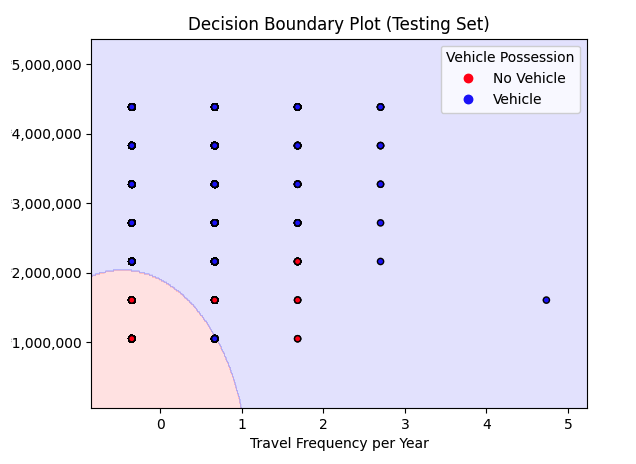 Decision Boundary Plot (Testing Set)
Vehicle Possession
No Vehicle
Vehicle
5,000,000
4,000,000
3,000,000
2,000,000
1,000,000
0 1 2 3 4 5
Travel Frequency per Year